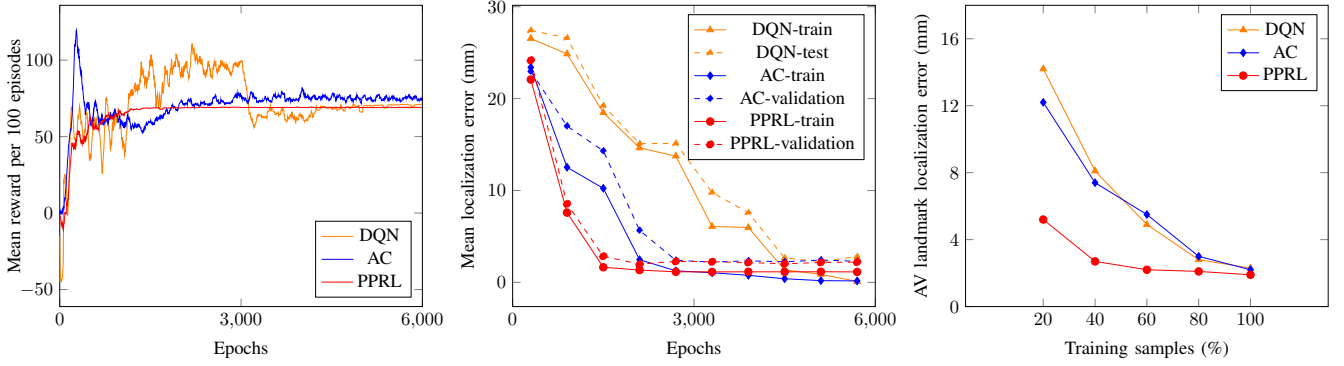 Mean reward per 100 episodes
100
50
0
−50
0
3,000
6,000
Epochs
DQN
AC
PPRL
Mean localization error (mm)
30
20
10
0
0
3,000
6,000
Epochs
DQN-train
DQN-test
AC-train
AC-validation
PPRL-train
PPRL-validation
AV landmark localization error (mm)
16
12
8
4
0
20
40
60
80
100
Training samples (%)
DQN
AC
PPRL